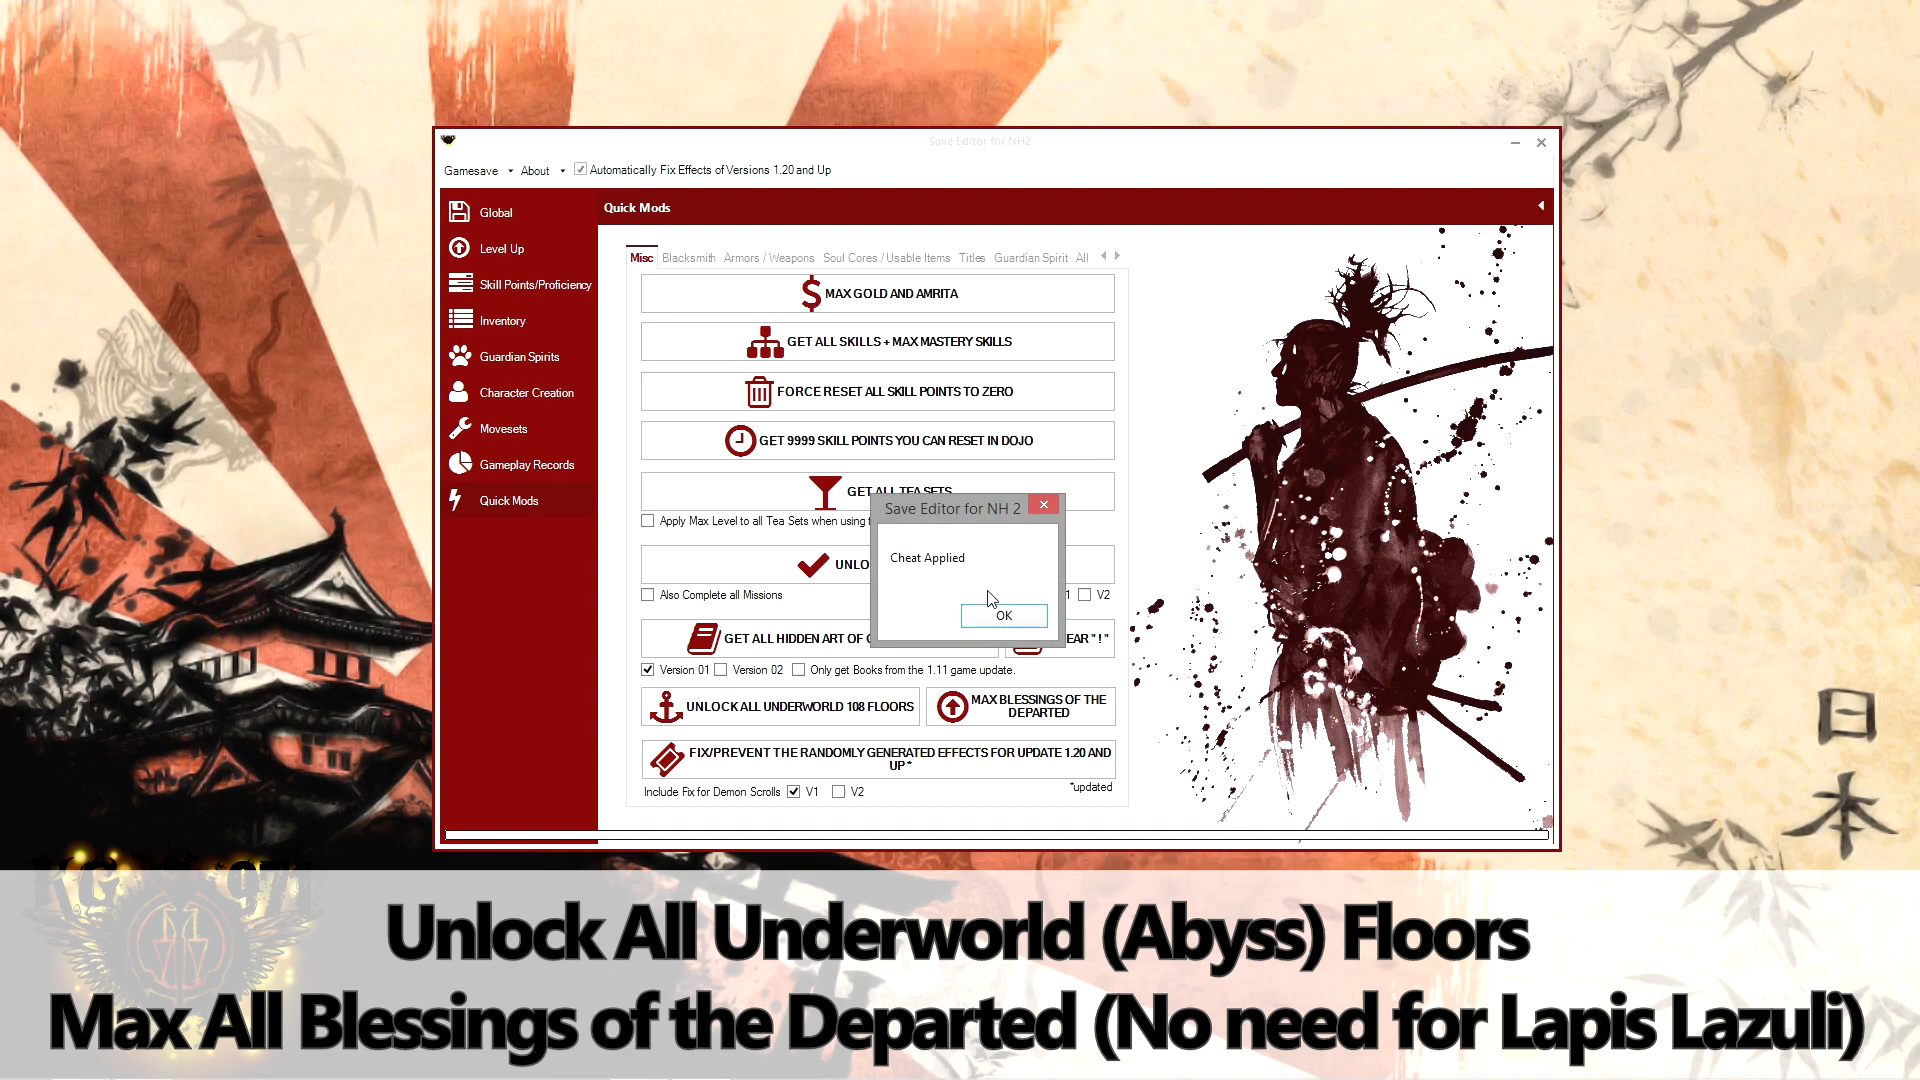 Save Editor for NH2
Gamesave About Automatically Fix Effects of Versions 1.20 and Up
Global
Level Up
Skill Points/Proficiency
Inventory
Guardian Spirits
Character Creation
Movesets
Gameplay Records
Quick Mods
Quick Mods
Misc Blacksmith Armors / Weapons Soul Cores / Usable Items Titles Guardian Spirit All
MAX GOLD AND AMRITA
GET ALL SKILLS + MAX MASTERY SKILLS
FORCE RESET ALL SKILL POINTS TO ZERO
GET 9999 SKILL POINTS YOU CAN RESET IN DOJO
GET ALL TEA SETS
Apply Max Level to all Tea Sets when using
UNLO
Also Complete all Missions 1 V2
GET ALL HIDDEN ART OF EAR "!"
Version 01 Version 02 Only get Books from the 1.11 game update.
UNLOCK ALL UNDERWORLD 108 FLOORS
MAX BLESSINGS OF THE
DEPARTED
FIX/PREVENT THE RANDOMLY GENERATED EFFECTS FOR UPDATE 1.20 AND
UP*
Include Fix for Demon Scrolls V1 V2
*updated
Save Editor for NH 2
Cheat Applied
OK
日
本
Unlock All Underworld (Abyss) Floors
Max All Blessings of the Departed (No need for Lapis Lazuli)